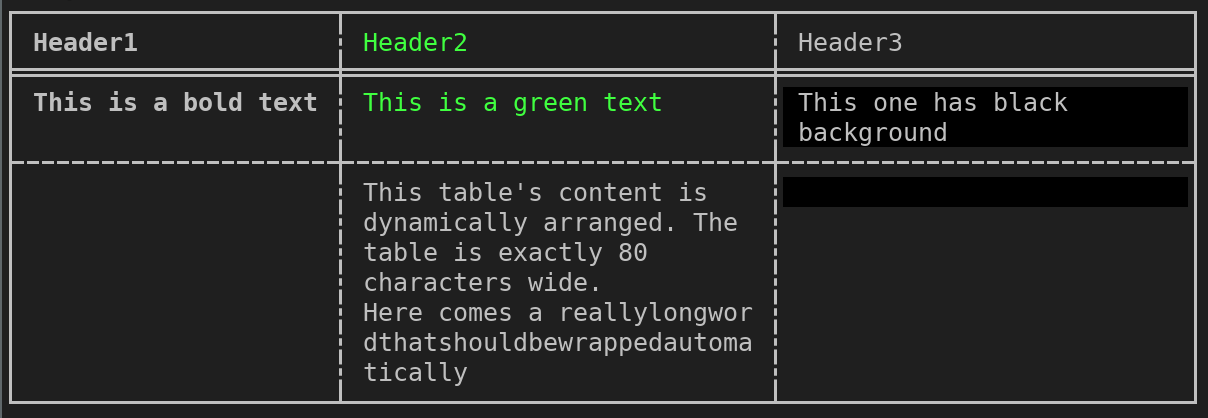 Header1 Header2 Header3
This is a bold text This is a green text This one has black
background
This table's content is
dynamically arranged. The
table is exactly 80
characters wide.
Here comes a reallylongwor
dthatshouldbewrappedautoma
tically